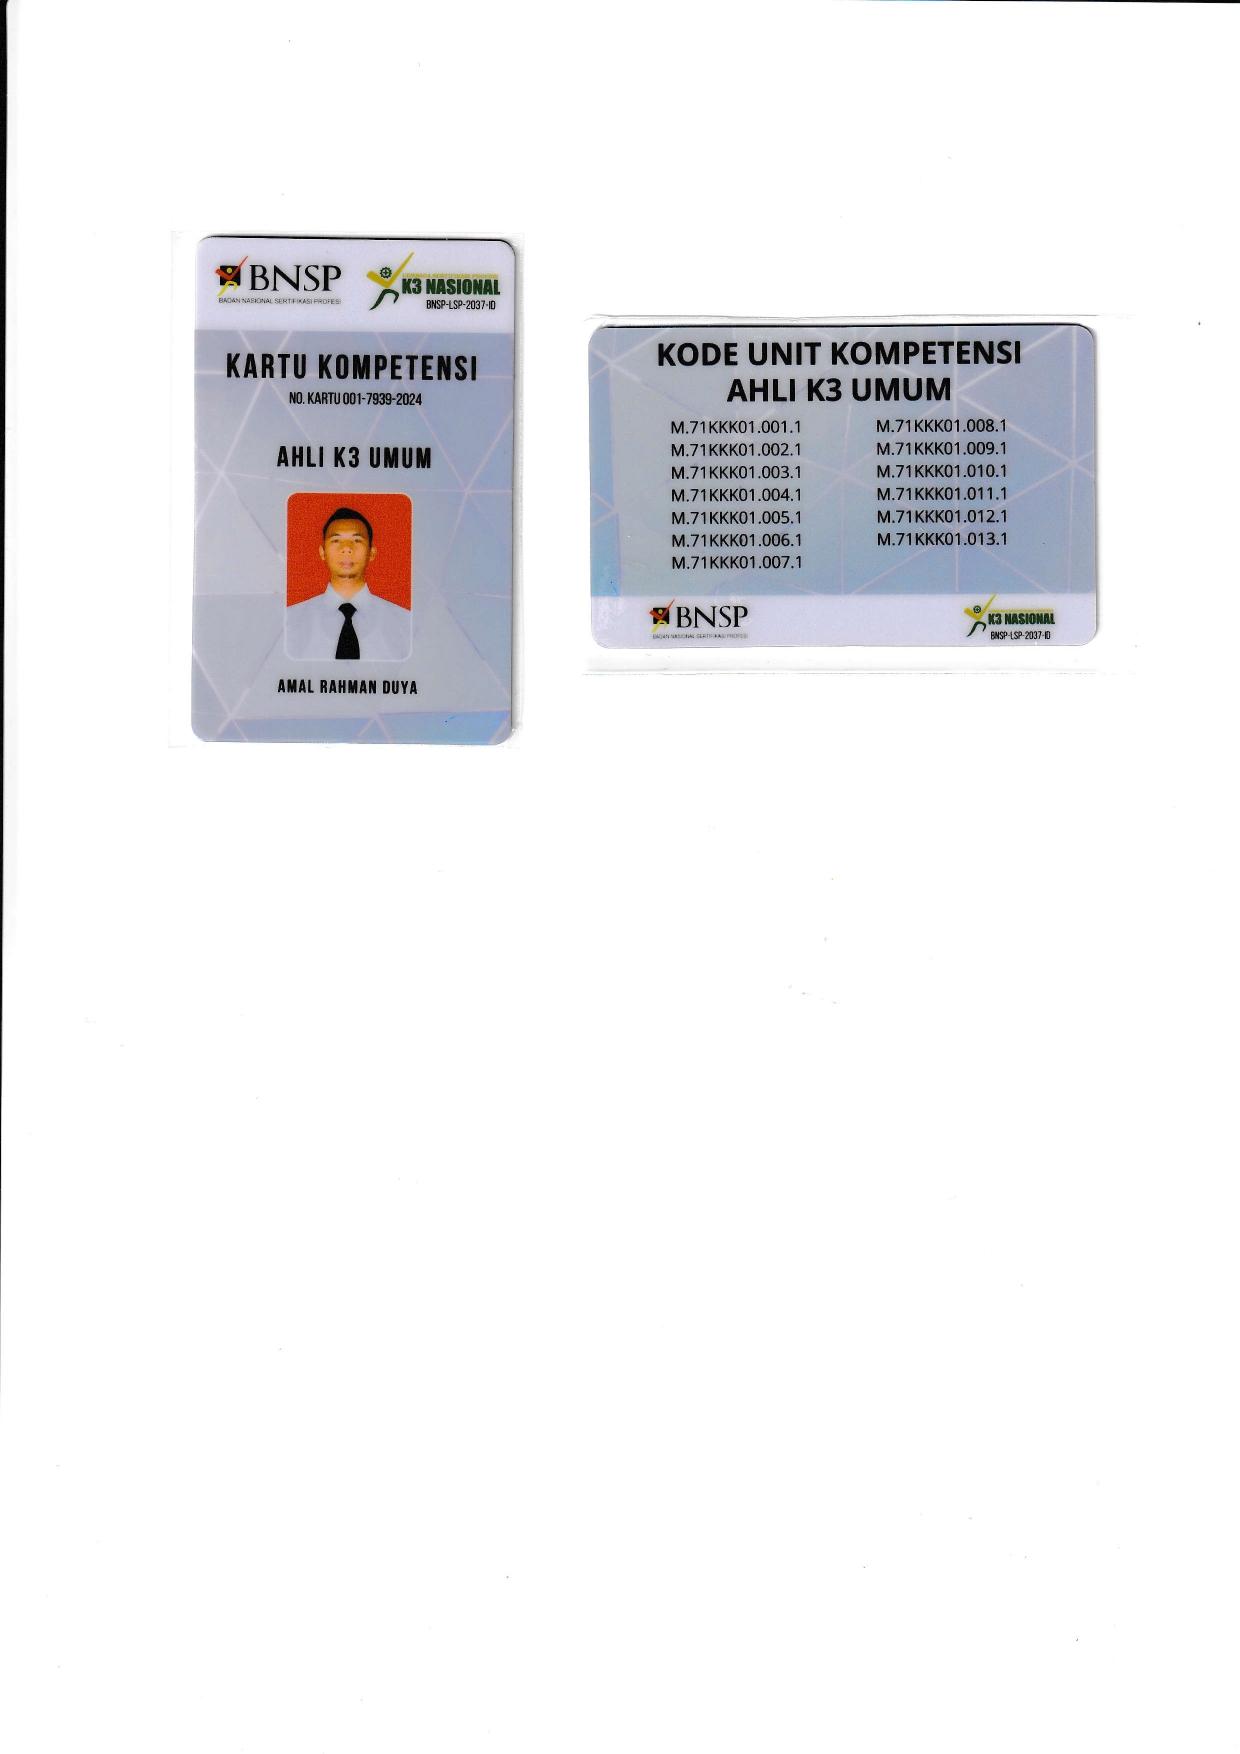 BNSP
BADAN NASIONAL SERTIFIKASI PROFESI
LEMBAGA SERTIFIKASI PROFESI
K3 NASIONAL
BNSP-LSP-2037-ID
KARTU KOMPETENSI
NO. KARTU 001-7939-2024
AHLI K3 UMUM
AMAL RAHMAN DUYA
KODE UNIT KOMPETENSI
AHLI K3 UMUM
M.71KKK01.001.1
M.71KKK01.002.1
M.71KKK01.003.1
M.71KKK01.004.1
M.71KKK01.005.1
M.71KKK01.006.1
M.71KKK01.007.1
M.71KKK01.008.1
M.71KKK01.009.1
M.71KKK01.010.1
M.71KKK01.011.1
M.71KKK01.012.1
M.71KKK01.013.1
BNSP
BADAN NASIONAL SERTIFIKASI PROFESI
K3 NASIONAL
BNSP-LSP-2037-ID